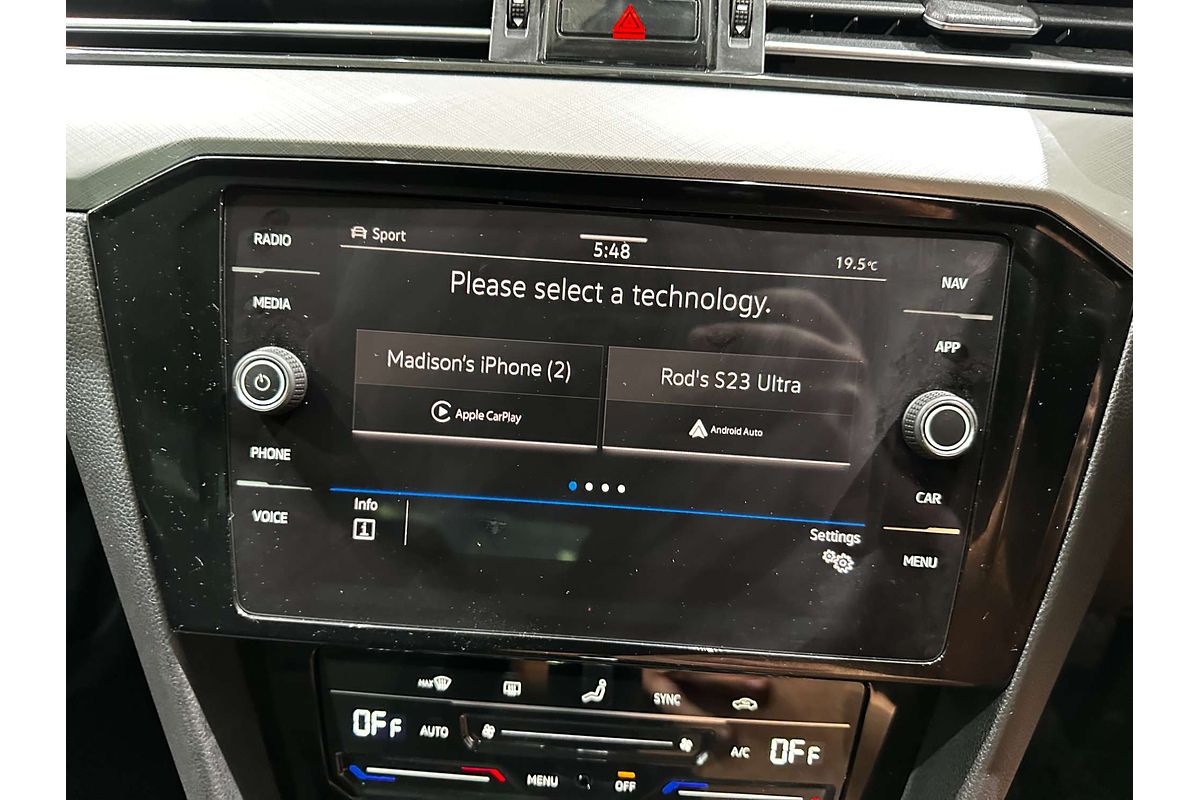 RADIO
MEDIA
PHONE
VOICE
Sport
5:48
19.5°C
Please select a technology.
Madison's iPhone (2)
Apple CarPlay
Rod's S23 Ultra
Android Auto
Info
1
Settings
NAV
APP
CAR
MENU
MAX
SYNC
OFF
AUTO
A/C
OFF
MENU
OFF